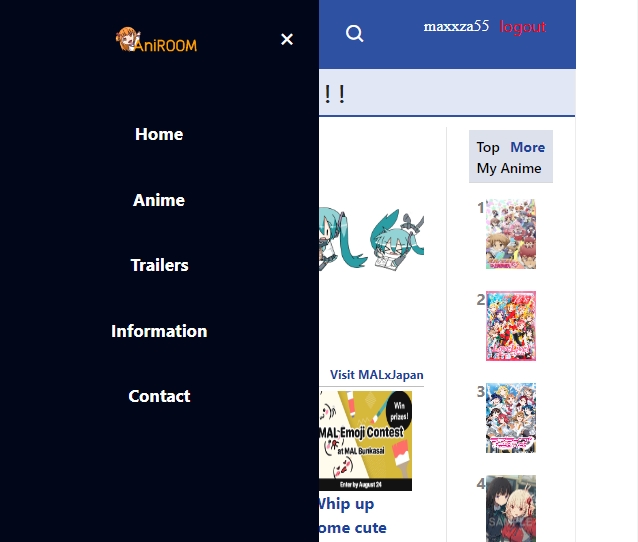 AniROOM
×
maxxza55 logout
Home
Anime
Trailers
Information
Contact
!!
Top More
My Anime
1
2
3
4
SAMPLE
Visit MALxJapan
Win
prizes!
MAL Emoji Contest
at MAL Bunkasai
Enter by August 24
Whip up
ome cute